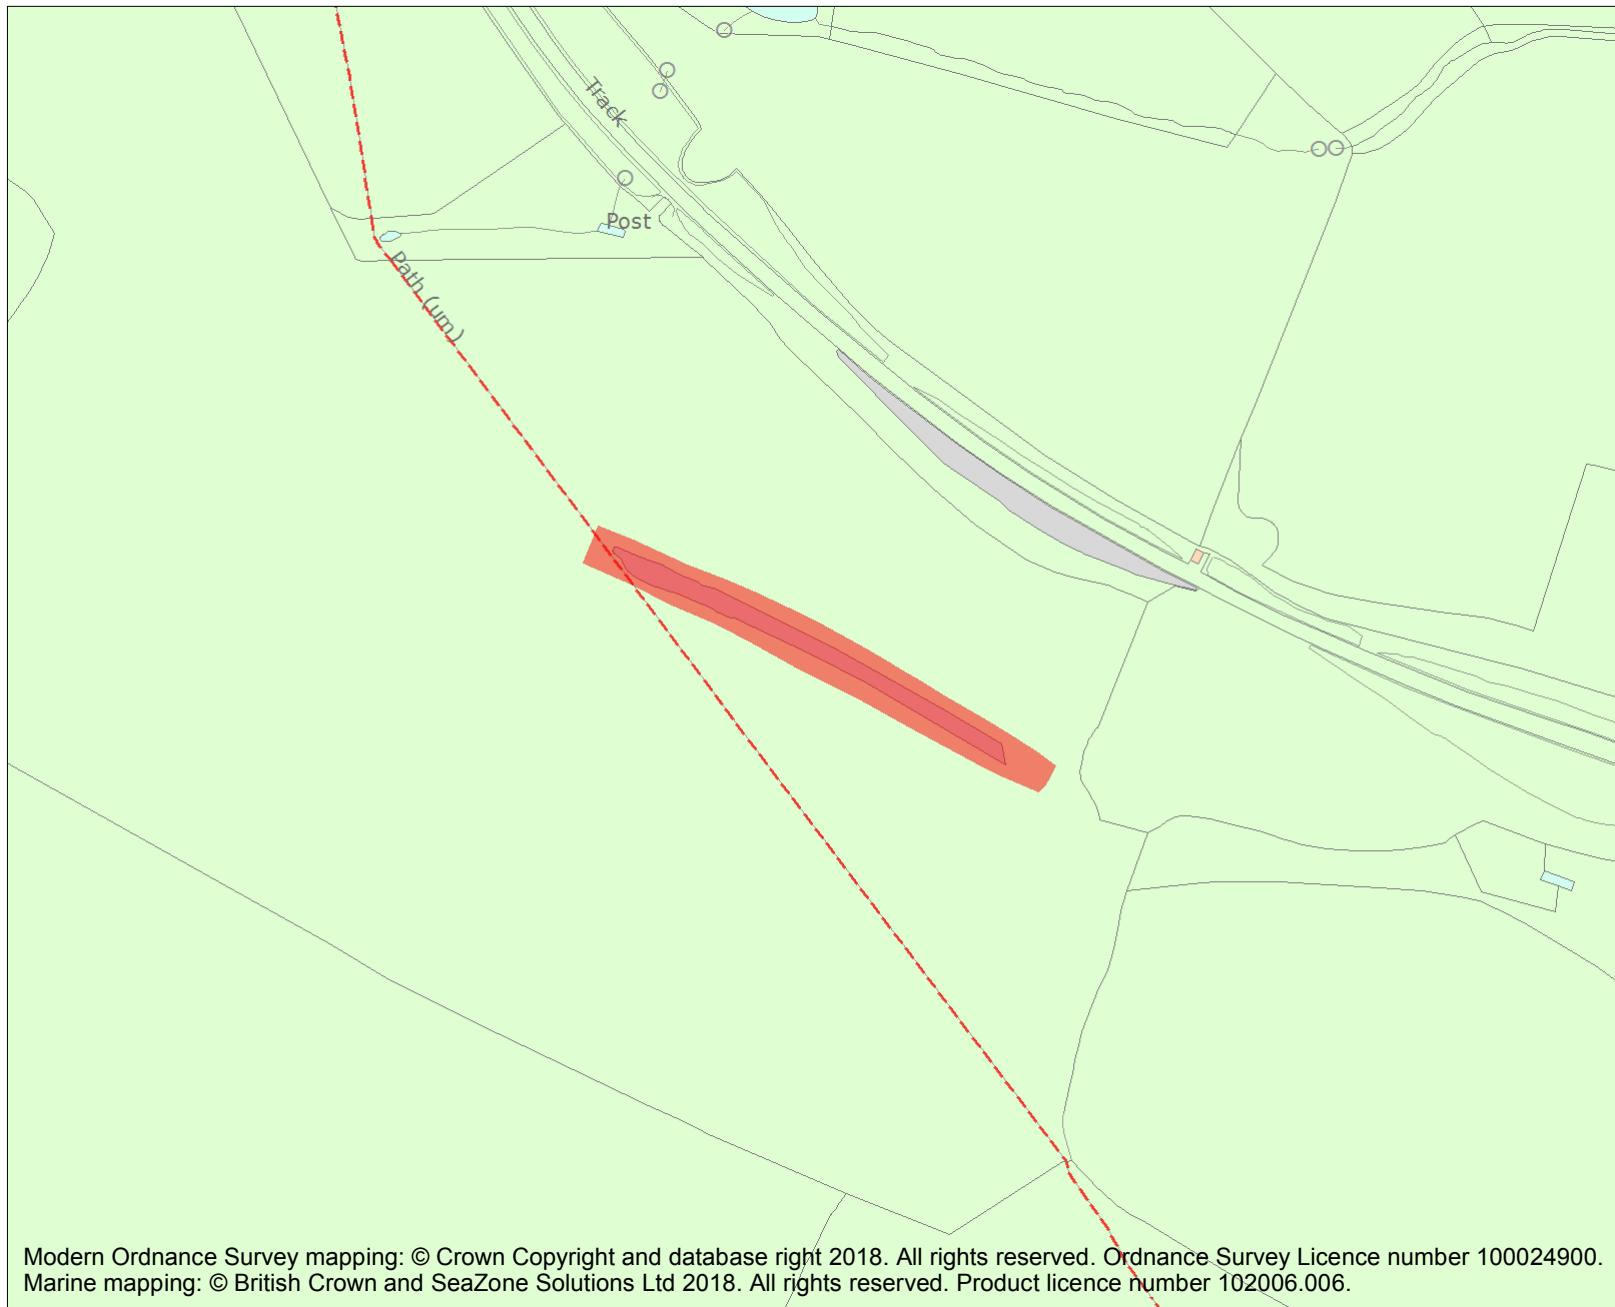 Track
Post
Path (um)
Modern Ordnance Survey mapping: © Crown Copyright and database right 2018. All rights reserved. Ordnance Survey Licence number 100024900.
Marine mapping: © British Crown and SeaZone Solutions Ltd 2018. All rights reserved. Product licence number 102006.006.